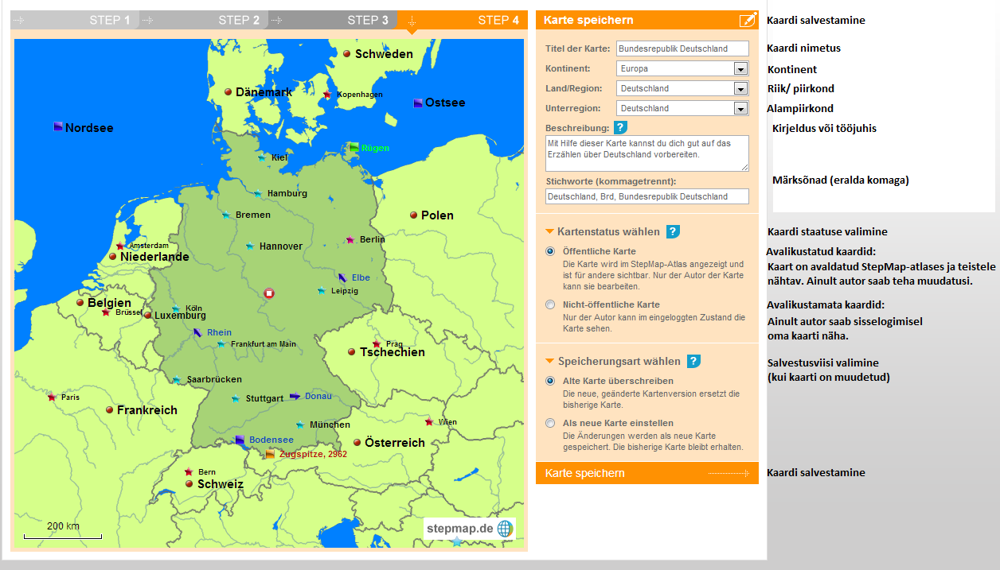 STEP 1
STEP 2
STEP 3
STEP 4
Schweden
Dänemark
Kopenhagen
Ostsee
Nordsee
Rügen
Kiel
Hamburg
Bremen
Polen
Berlin
Hannover
Amsterdam
Niederlande
Elbe
Leipzig
Belgien
Köln
Brüssel
Luxemburg
Rhein
Frankfurt am Main
Prag
Tschechien
Saarbrücken
Paris
Stuttgart
Donau
Frankreich
Wien
München
Bodensee
Österreich
Zugspitze, 2962
Bern
Schweiz
200 km
stepmap.de
Karte speichern
Titel der Karte: Bundesrepublik Deutschland
Kontinent: Europa
Land/Region: Deutschland
Unterregion: Deutschland
Beschreibung: ?
Mit Hilfe dieser Karte kannst du dich gut auf das
Erzählen über Deutschland vorbereiten.
Stichworte (kommagetrennt):
Deutschland, Brd, Bundesrepublik Deutschland
Kartenstatus wählen ?
Öffentliche Karte
Die Karte wird im StepMap-Atlas angezeigt und
ist für andere sichtbar. Nur der Autor der Karte
kann sie bearbeiten.
Nicht-öffentliche Karte
Nur der Autor kann im eingeloggten Zustand die
Karte sehen.
Speicherungsart wählen ?
Alte Karte überschreiben
Die neue, geänderte Kartenversion ersetzt die
bisherige Karte.
Als neue Karte einstellen
Die Änderungen werden als neue Karte
gespeichert. Die bisherige Karte bleibt erhalten.
Karte speichern
Kaardi salvestamine
Kaardi nimetus
Kontinent
Riik/ piirkond
Alampiirkond
Kirjeldus või tööjuhis
Märksõnad (eralda komaga)
Kaardi staatuse valimine
Avalikustatud kaardid:
Kaart on avaldatud StepMap-atlases ja teistele
nähtav. Ainult autor saab teha muudatusi.
Avalikustamata kaardid:
Ainult autor saab sisselogimisel
oma kaarti näha.
Salvestusviisi valimine
(kui kaarti on muudetud)
Kaardi salvestamine